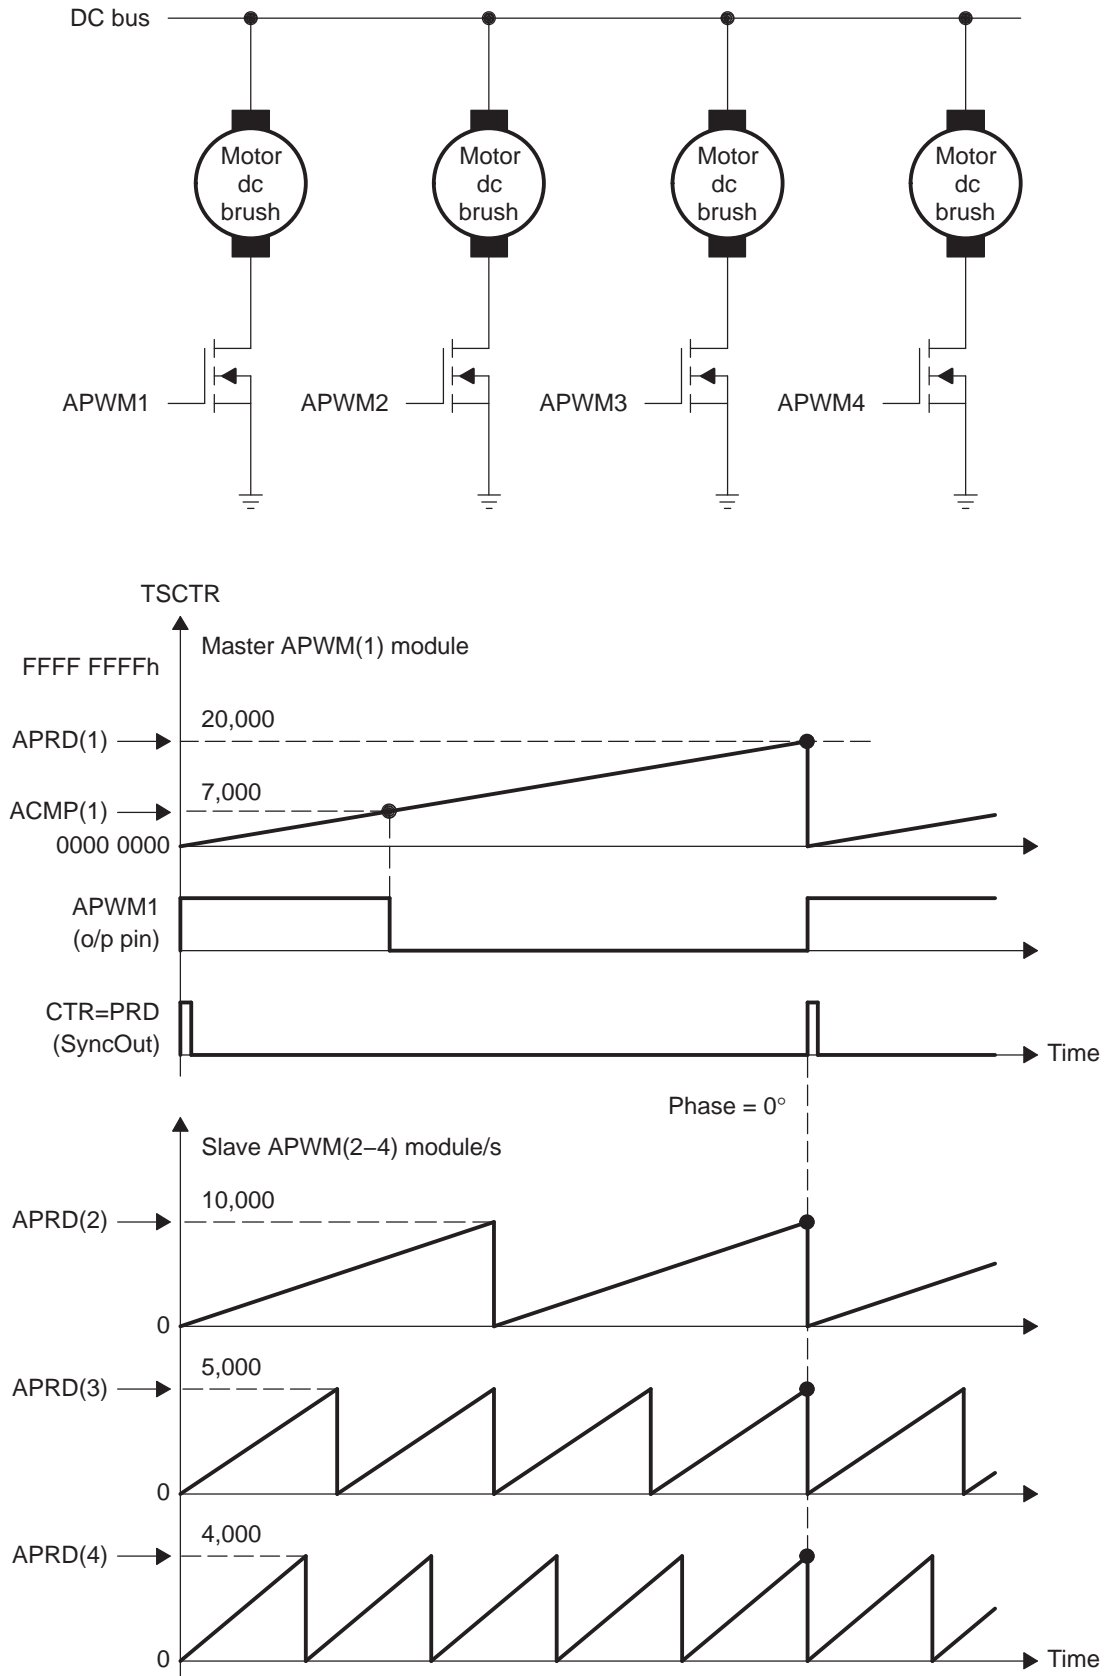 DC bus
Motor
dc
brush
Motor
dc
brush
Motor
dc
brush
Motor
dc
brush
APWM1
APWM2
APWM3
APWM4
TSCTR
Master APWM(1) module
FFFF FFFFh
20,000
APRD(1)
7,000
ACMP(1)
0000 0000
APWM1
(o/p pin)
CTR=PRD
(SyncOut)
Time
Phase = 0°
Slave APWM(2−4) module/s
10,000
APRD(2)
0
5,000
APRD(3)
0
4,000
APRD(4)
0
Time